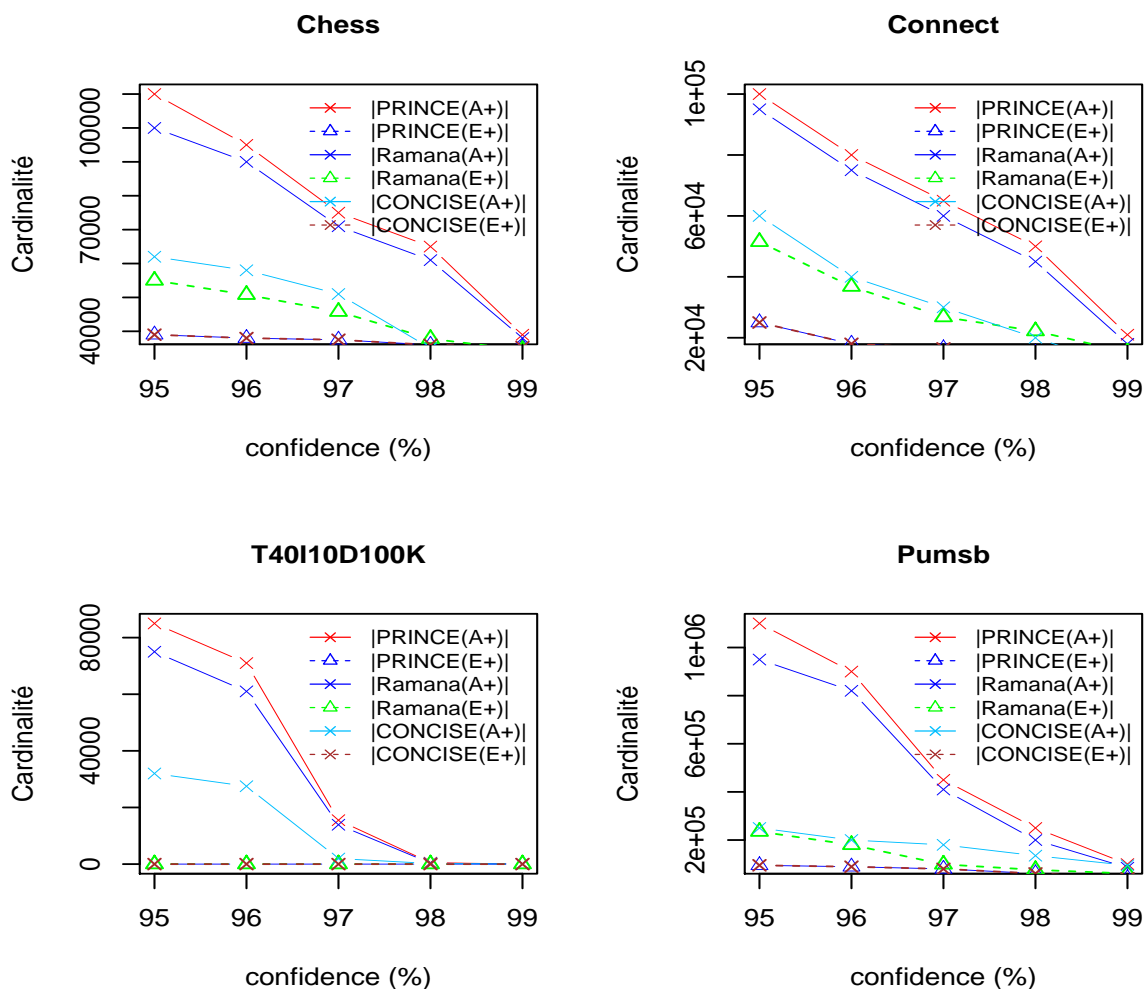 Chess
Cardinalité
100000
70000
40000
|PRINCE(A+)|
|PRINCE(E+)|
|Ramana(A+)|
|Ramana(E+)|
|CONCISE(A+)|
|CONCISE(E+)|
95 96 97 98 99
confidence (%)
Connect
Cardinalité
1e+05
6e+04
2e+04
|PRINCE(A+)|
|PRINCE(E+)|
|Ramana(A+)|
|Ramana(E+)|
|CONCISE(A+)|
|CONCISE(E+)|
95 96 97 98 99
confidence (%)
T40I10D100K
Cardinalité
80000
40000
0
|PRINCE(A+)|
|PRINCE(E+)|
|Ramana(A+)|
|Ramana(E+)|
|CONCISE(A+)|
|CONCISE(E+)|
95 96 97 98 99
confidence (%)
Pumsb
Cardinalité
1e+06
6e+05
2e+05
|PRINCE(A+)|
|PRINCE(E+)|
|Ramana(A+)|
|Ramana(E+)|
|CONCISE(A+)|
|CONCISE(E+)|
95 96 97 98 99
confidence (%)